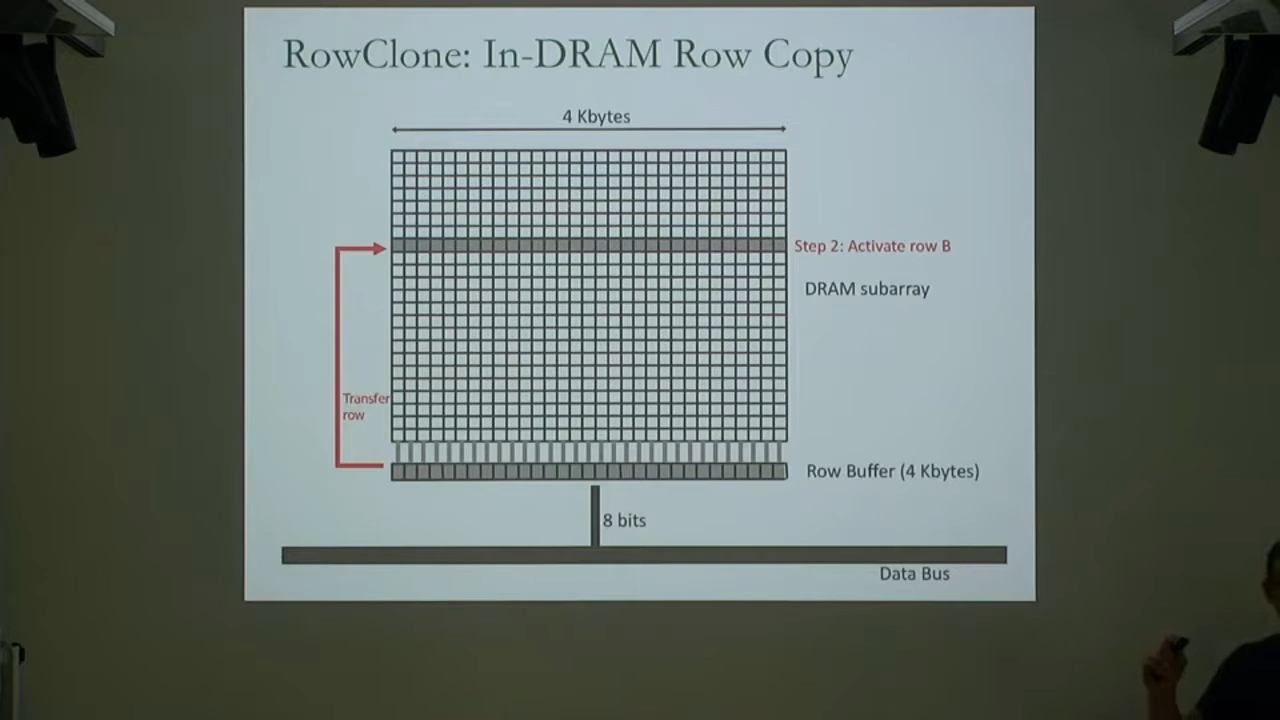 RowClone: In-DRAM Row Copy
4 Kbytes
Step 2: Activate row B
DRAM subarray
Transfer
row
Row Buffer (4 Kbytes)
8 bits
Data Bus